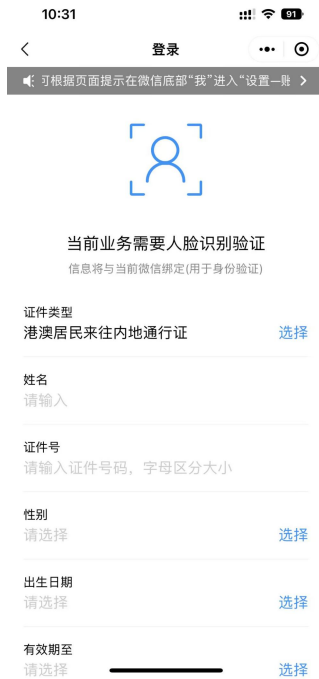 10:31
91
登录
可根据页面提示在微信底部“我”进入“设置—账
当前业务需要人脸识别验证
信息将与当前微信绑定(用于身份验证)
证件类型
港澳居民来往内地通行证
选择
姓名
请输入
证件号
请输入证件号码，字母区分大小
性别
请选择
选择
出生日期
请选择
选择
有效期至
请选择
选择